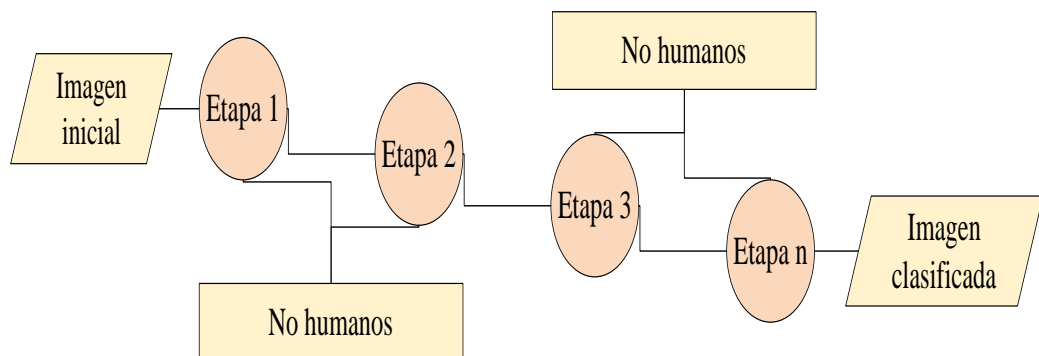 Imagen
inicial
Etapa 1
No humanos
Etapa 2
Etapa 3
No humanos
Etapa n
Imagen
clasificada